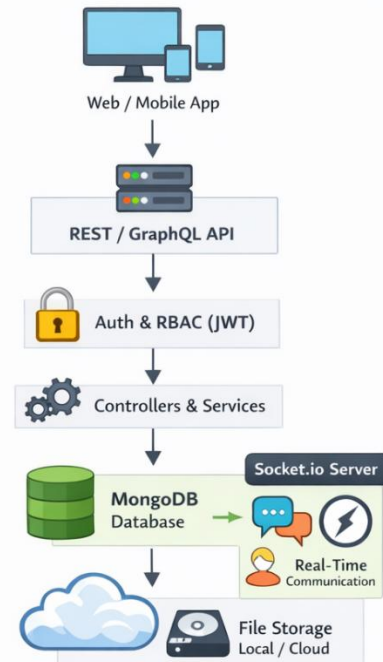 Web / Mobile App
REST / GraphQL API
Auth & RBAC (JWT)
Controllers & Services
Socket.io Server
MongoDB
Database
Real-Time
Communication
File Storage
Local / Cloud